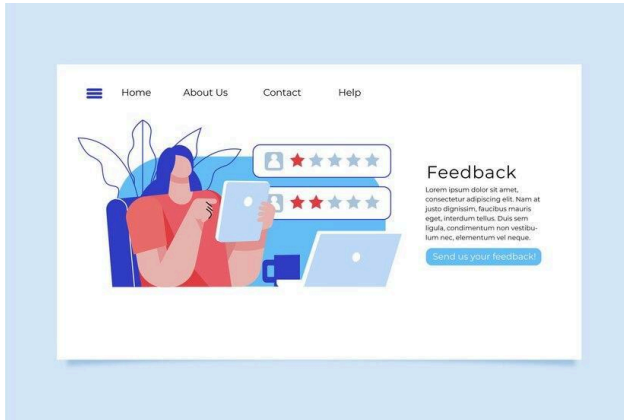 Home About Us Contact Help
Feedback
Lorem ipsum dolor sit amet,
consectetur adipiscing elit. Nam at
justo dignissim, faucibus mauris
eget, interdum tellus. Duis sem
ligula, condimentum non vestibu-
lum nec, elementum vel neque.
Send us your feedback!